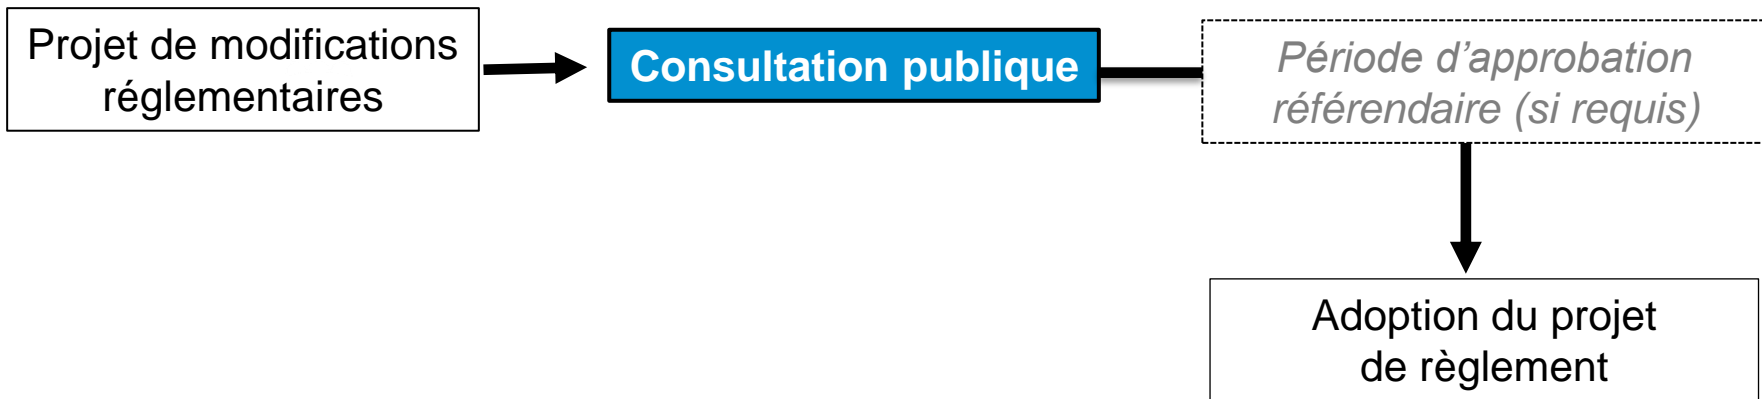 Projet de modifications
réglementaires
Consultation publique
Période d’approbation
référendaire (si requis)
Adoption du projet
de règlement